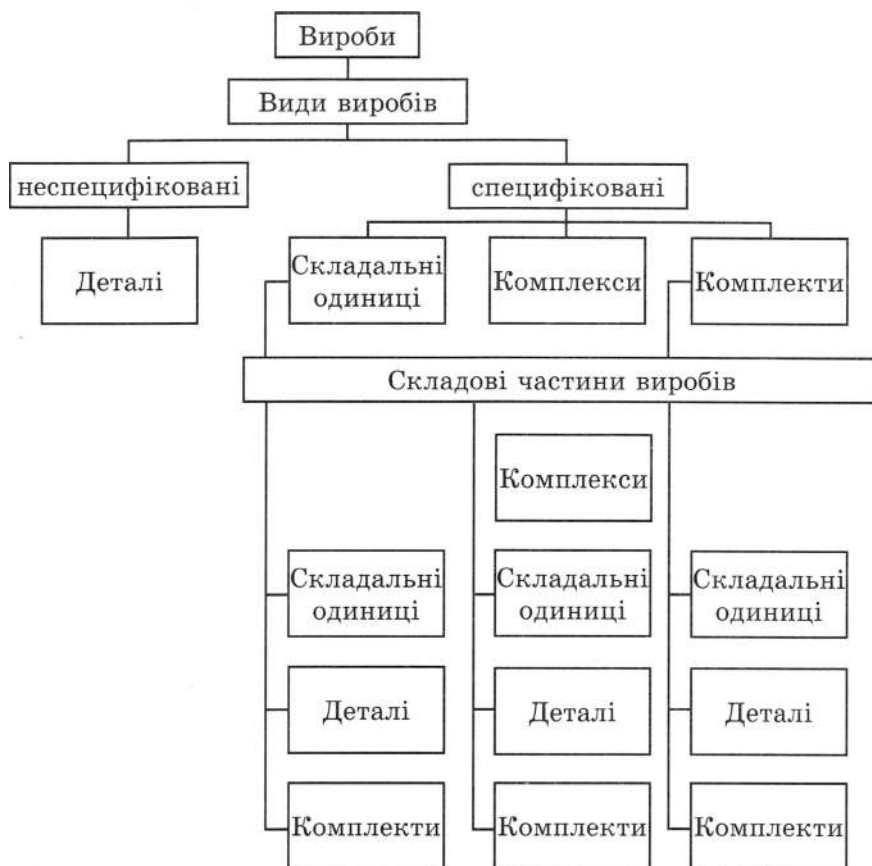 Вироби
Види виробів
неспецифіковані
специфіковані
Деталі
Складальні
одиниці
Комплекси
Комплекти
Складові частини виробів
Комплекси
Складальні
одиниці
Складальні
одиниці
Складальні
одиниці
Деталі
Деталі
Деталі
Комплекти
Комплекти
Комплекти